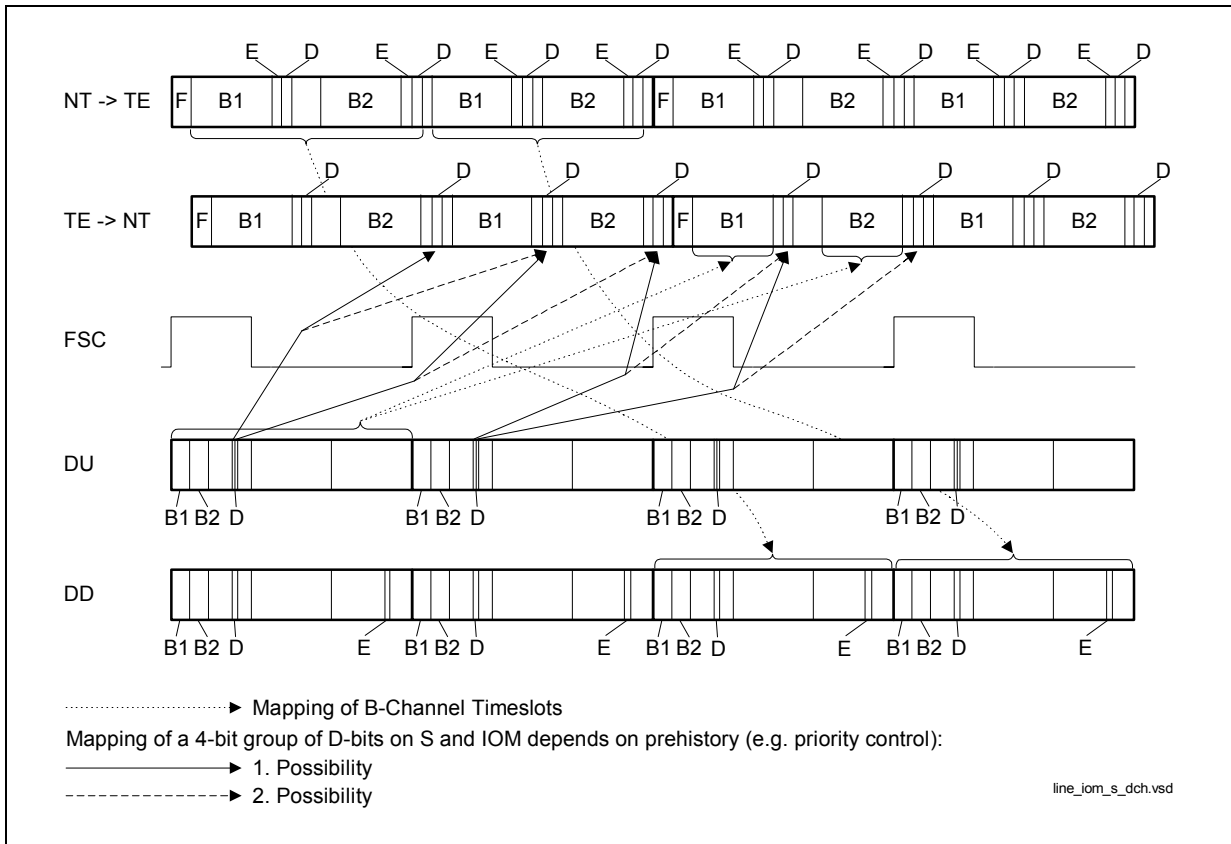 E D E D E D E D E D E D E D E D
NT -> TE F B1 B2 B1 B2 F B1 B2 B1 B2
D D D D D D D D
TE -> NT F B1 B2 B1 B2 F B1 B2 B1 B2
FSC
DU
B1 B2 D B1 B2 D B1 B2 D B1 B2 D
DD
B1 B2 D E B1 B2 D E B1 B2 D E B1 B2 D E
Mapping of B-Channel Timeslots
Mapping of a 4-bit group of D-bits on S and IOM depends on prehistory (e.g. priority control):
1. Possibility
2. Possibility
line_iom_s_dch.vsd